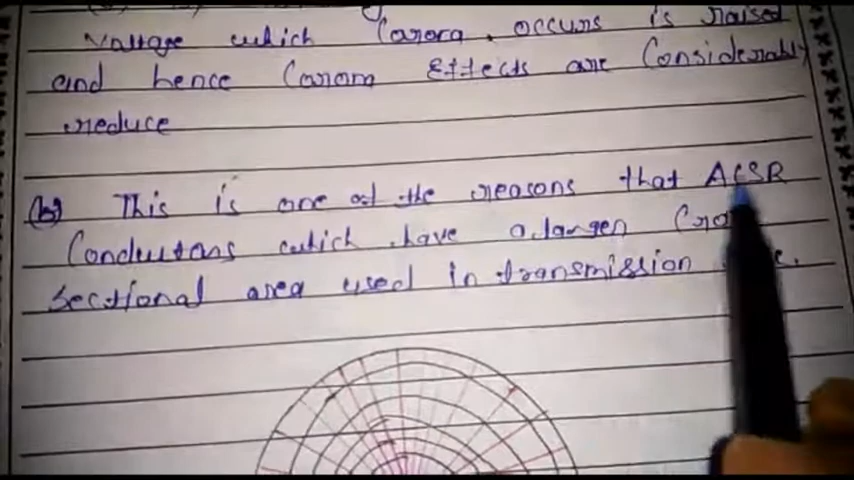 Voltage which Corona occurs is raised
and hence Corona Effects are Considerably
reduce
(b) This is one of the reasons that ACSR
Conductors which have a larger Cro
Sectional area used in transmission